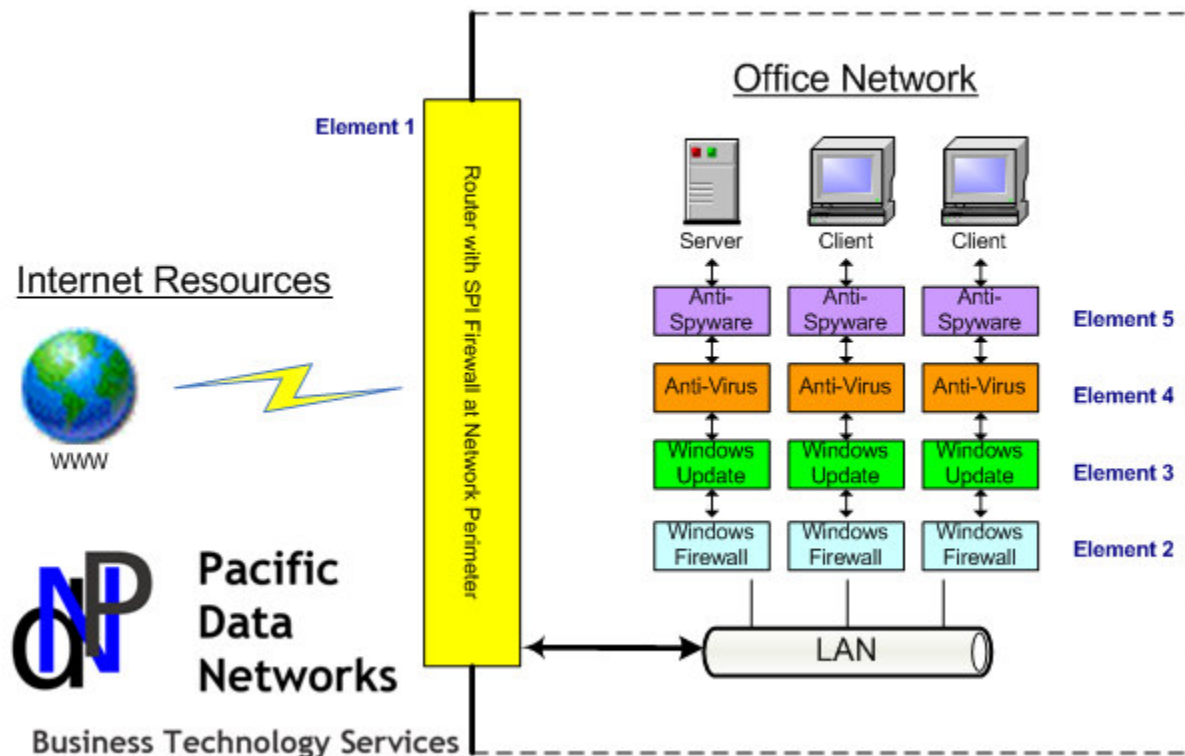 Office Network
Element 1
Router with SPI Firewall at Network Perimeter
Server
Client
Client
Internet Resources
WWW
Anti-
Spyware
Anti-
Spyware
Anti-
Spyware
Element 5
Anti-Virus
Anti-Virus
Anti-Virus
Element 4
Windows
Update
Windows
Update
Windows
Update
Element 3
Windows
Firewall
Windows
Firewall
Windows
Firewall
Element 2
LAN
dNP
Pacific
Data
Networks
Business Technology Services